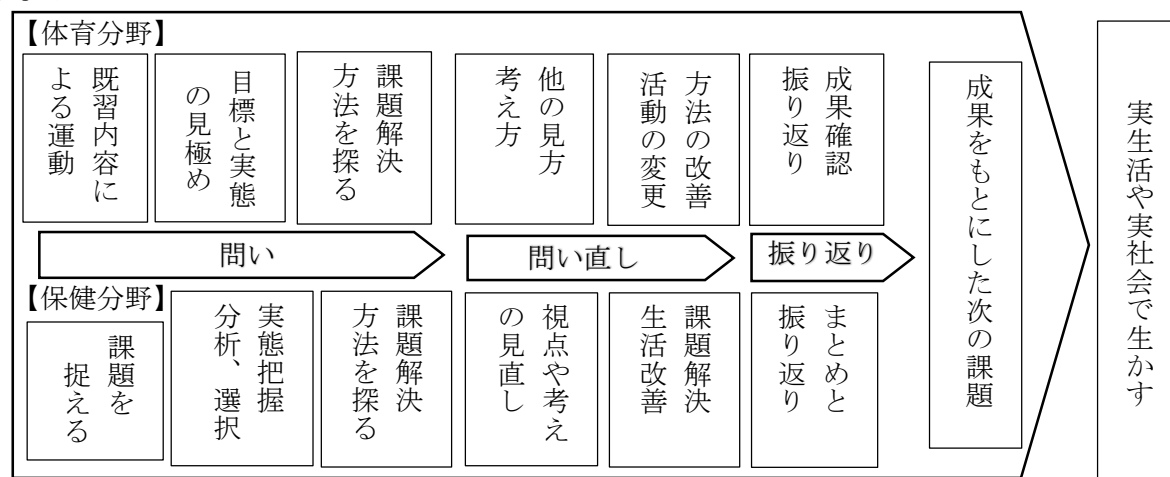 【体育分野】
既習内容に
よる運動
目標と実態
の見極め
課題解決
方法を探る
他の見方
考え方
方法の改善
活動の変更
成果確認
振り返り
問い
問い直し
振り返り
【保健分野】
課題を
捉える
実態把握
分析、選択
課題解決
方法を探る
視点や考え
の見直し
課題解決
生活改善
まとめと
振り返り
成果をもとにした次の課題
実生活や実社会で生かす